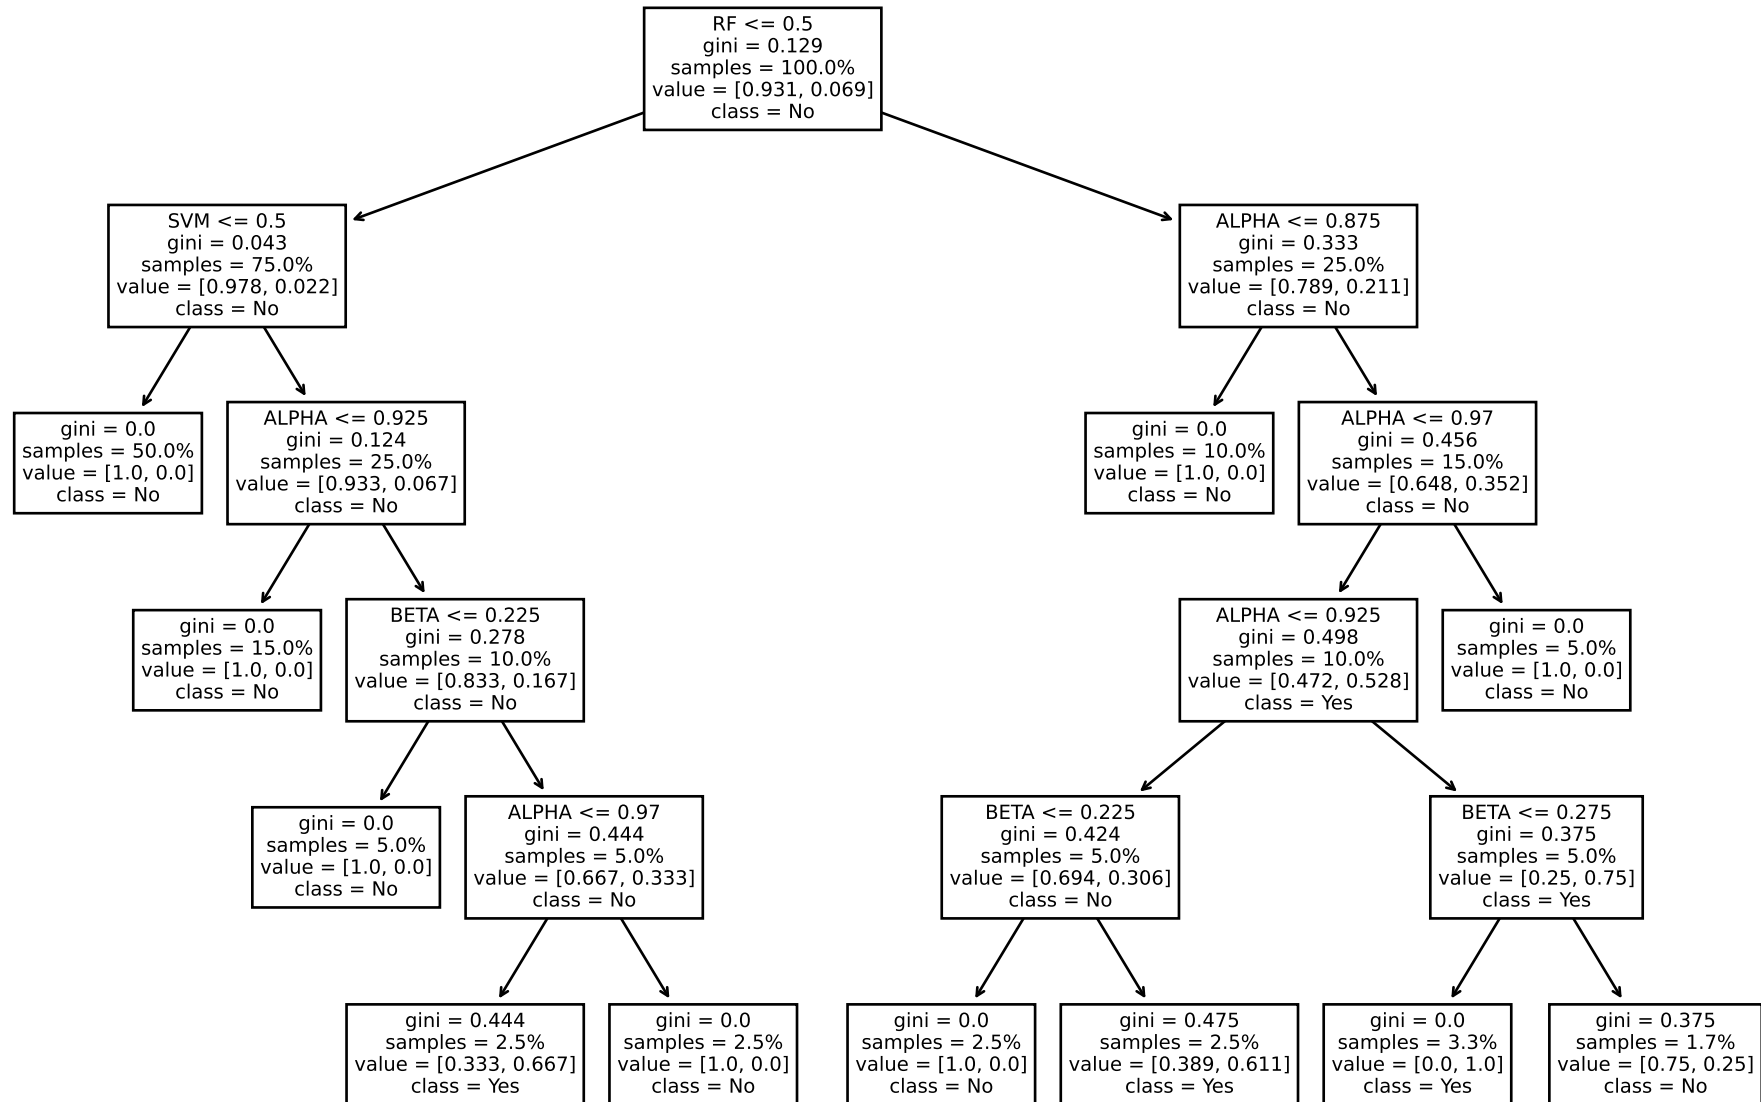 RF <= 0.5
gini = 0.129
samples = 100.0%
value = [0.931, 0.069]
class = No
SVM <= 0.5
gini = 0.043
samples = 75.0%
value = [0.978, 0.022]
class = No
ALPHA <= 0.875
gini = 0.333
samples = 25.0%
value = [0.789, 0.211]
class = No
gini = 0.0
samples = 50.0%
value = [1.0, 0.0]
class = No
ALPHA <= 0.925
gini = 0.124
samples = 25.0%
value = [0.933, 0.067]
class = No
gini = 0.0
samples = 10.0%
value = [1.0, 0.0]
class = No
ALPHA <= 0.97
gini = 0.456
samples = 15.0%
value = [0.648, 0.352]
class = No
gini = 0.0
samples = 15.0%
value = [1.0, 0.0]
class = No
BETA <= 0.225
gini = 0.278
samples = 10.0%
value = [0.833, 0.167]
class = No
ALPHA <= 0.925
gini = 0.498
samples = 10.0%
value = [0.472, 0.528]
class = Yes
gini = 0.0
samples = 5.0%
value = [1.0, 0.0]
class = No
gini = 0.0
samples = 5.0%
value = [1.0, 0.0]
class = No
ALPHA <= 0.97
gini = 0.444
samples = 5.0%
value = [0.667, 0.333]
class = No
BETA <= 0.225
gini = 0.424
samples = 5.0%
value = [0.694, 0.306]
class = No
BETA <= 0.275
gini = 0.375
samples = 5.0%
value = [0.25, 0.75]
class = Yes
gini = 0.444
samples = 2.5%
value = [0.333, 0.667]
class = Yes
gini = 0.0
samples = 2.5%
value = [1.0, 0.0]
class = No
gini = 0.0
samples = 2.5%
value = [1.0, 0.0]
class = No
gini = 0.475
samples = 2.5%
value = [0.389, 0.611]
class = Yes
gini = 0.0
samples = 3.3%
value = [0.0, 1.0]
class = Yes
gini = 0.375
samples = 1.7%
value = [0.75, 0.25]
class = No